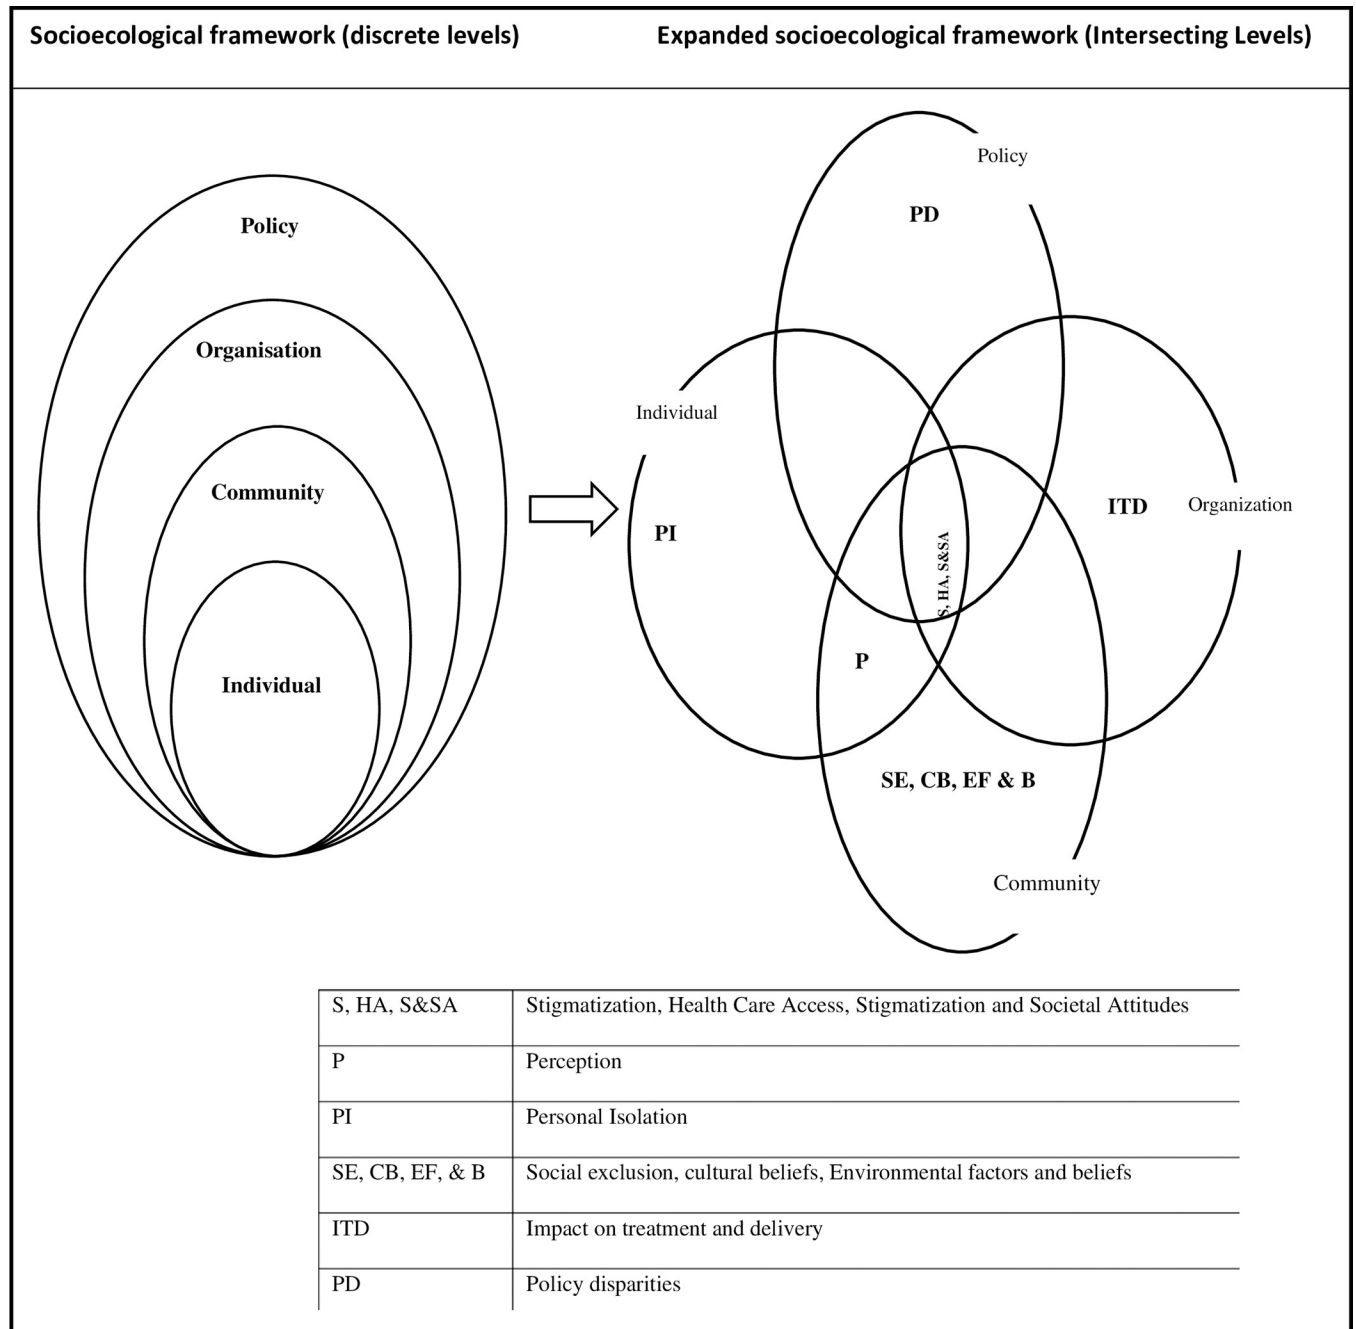 Socioecological framework (discrete levels)
Expanded socioecological framework (Intersecting Levels)
Policy
Organisation
Community
Individual
Policy
PD
Individual
PI
ITD
Organization
S, HA, S&SA
P
SE, CB, EF & B
Community
S, HA, S&SA Stigmatization, Health Care Access, Stigmatization and Societal Attitudes
P Perception
PI Personal Isolation
SE, CB, EF, & B Social exclusion, cultural beliefs, Environmental factors and beliefs
ITD Impact on treatment and delivery
PD Policy disparities